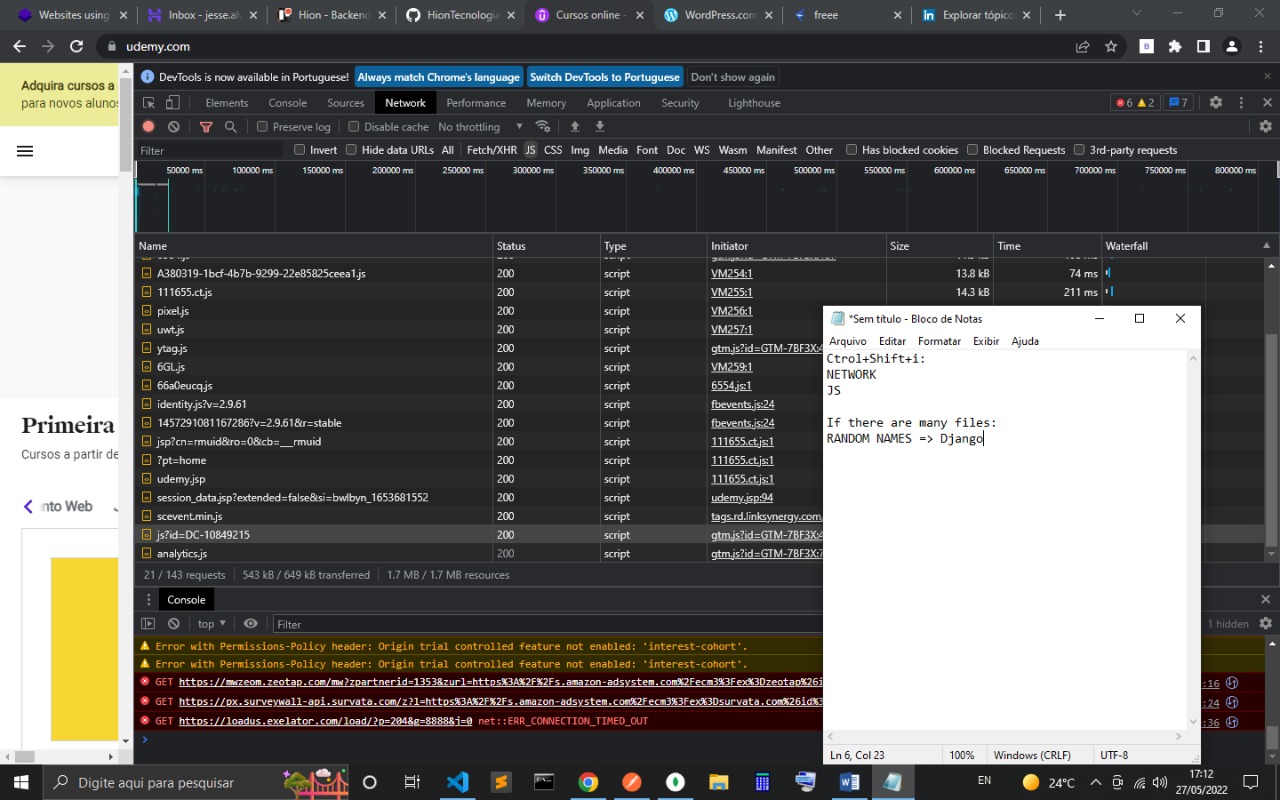 Websites using
Inbox - jesse.al
Hion - Backend
HionTecnologia
Cursos online -
WordPress.com
freee
Explorar tópico
udemy.com
Adquira cursos a
para novos alunos
DevTools is now available in Portuguese! Always match Chrome's language Switch DevTools to Portuguese Don't show again
Elements Console Sources Network Performance Memory Application Security Lighthouse 6 2 7
Preserve log Disable cache No throttling
Filter Invert Hide data URLs All Fetch/XHR JS CSS Img Media Font Doc WS Wasm Manifest Other Has blocked cookies Blocked Requests 3rd-party requests
50000 ms 100000 ms 150000 ms 200000 ms 250000 ms 300000 ms 350000 ms 400000 ms 450000 ms 500000 ms 550000 ms 600000 ms 650000 ms 700000 ms 750000 ms 800000 ms
Name Status Type Initiator Size Time Waterfall
A380319-1bcf-4b7b-9299-22e85825ceea1.js 200 script VM254:1 13.8 kB 74 ms
111655.ct.js 200 script VM255:1 14.3 kB 211 ms
pixel.js 200 script VM256:1
uwt.js 200 script VM257:1
ytag.js 200 script gtm.js?id=GTM-7BF3X:4
6GL.js 200 script VM259:1
66a0eucq.js 200 script 6554.js:1
identity.js?v=2.9.61 200 script fbevents.js:24
1457291081167286?v=2.9.61&r=stable 200 script fbevents.js:24
jsp?cn=rmuid&ro=0&cb=__rmuid 200 script 111655.ct.js:1
?pt=home 200 script 111655.ct.js:1
udemy.jsp 200 script 111655.ct.js:1
session_data.jsp?extended=false&si=bwlbyn_1653681552 200 script udemy.jsp:94
scevent.min.js 200 script tags.rd.linksynergy.com/
js?id=DC-10849215 200 script gtm.js?id=GTM-7BF3X:4
analytics.js 200 script gtm.js?id=GTM-7BF3X:7
21 / 143 requests 543 kB / 649 kB transferred 1.7 MB / 1.7 MB resources
Primeira
Cursos a partir de
nto Web
Console
top Filter 1 hidden
Error with Permissions-Policy header: Origin trial controlled feature not enabled: 'interest-cohort'.
Error with Permissions-Policy header: Origin trial controlled feature not enabled: 'interest-cohort'.
GET https://mwzeom.zeotap.com/mw?zpartnerid=1353&zurl=https%3A%2F%2Fs.amazon-adsystem.com%2Fecm3%3Fex%3Dzeotap%26i :16
GET https://px.surveywall-api.survata.com/z?l=https%3A%2F%2Fs.amazon-adsystem.com%2Fecm3%3Fex%3Dsurvata.com%26id%3 :24
GET https://loadus.exelator.com/load/?p=204&g=8888&j=0 net::ERR_CONNECTION_TIMED_OUT :36
*Sem título - Bloco de Notas
Arquivo Editar Formatar Exibir Ajuda
Ctrol+Shift+i:
NETWORK
JS
If there are many files:
RANDOM NAMES => Django
Ln 6, Col 23 100% Windows (CRLF) UTF-8
Digite aqui para pesquisar
EN 24°C 17:12
27/05/2022